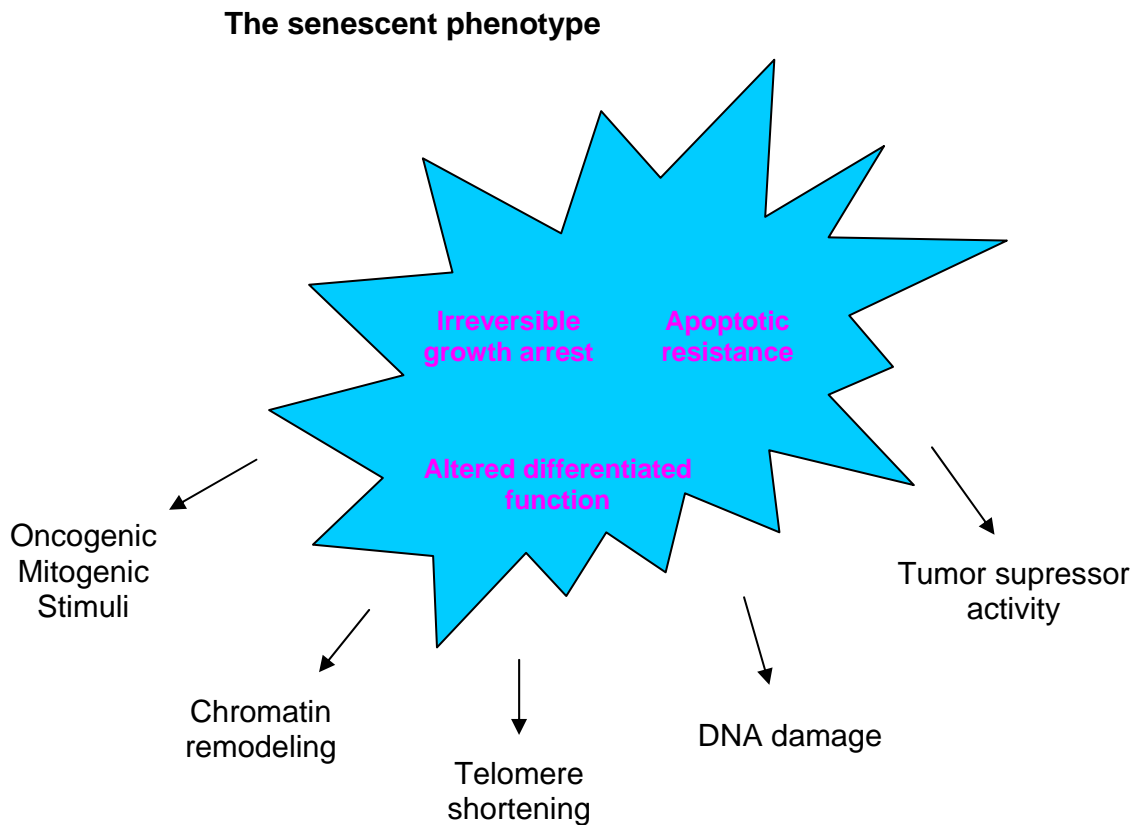 The senescent phenotype
Irreversible
growth arrest
Apoptotic
resistance
Altered differentiated
function
Oncogenic
Mitogenic
Stimuli
Chromatin
remodeling
Telomere
shortening
DNA damage
Tumor supressor
activity